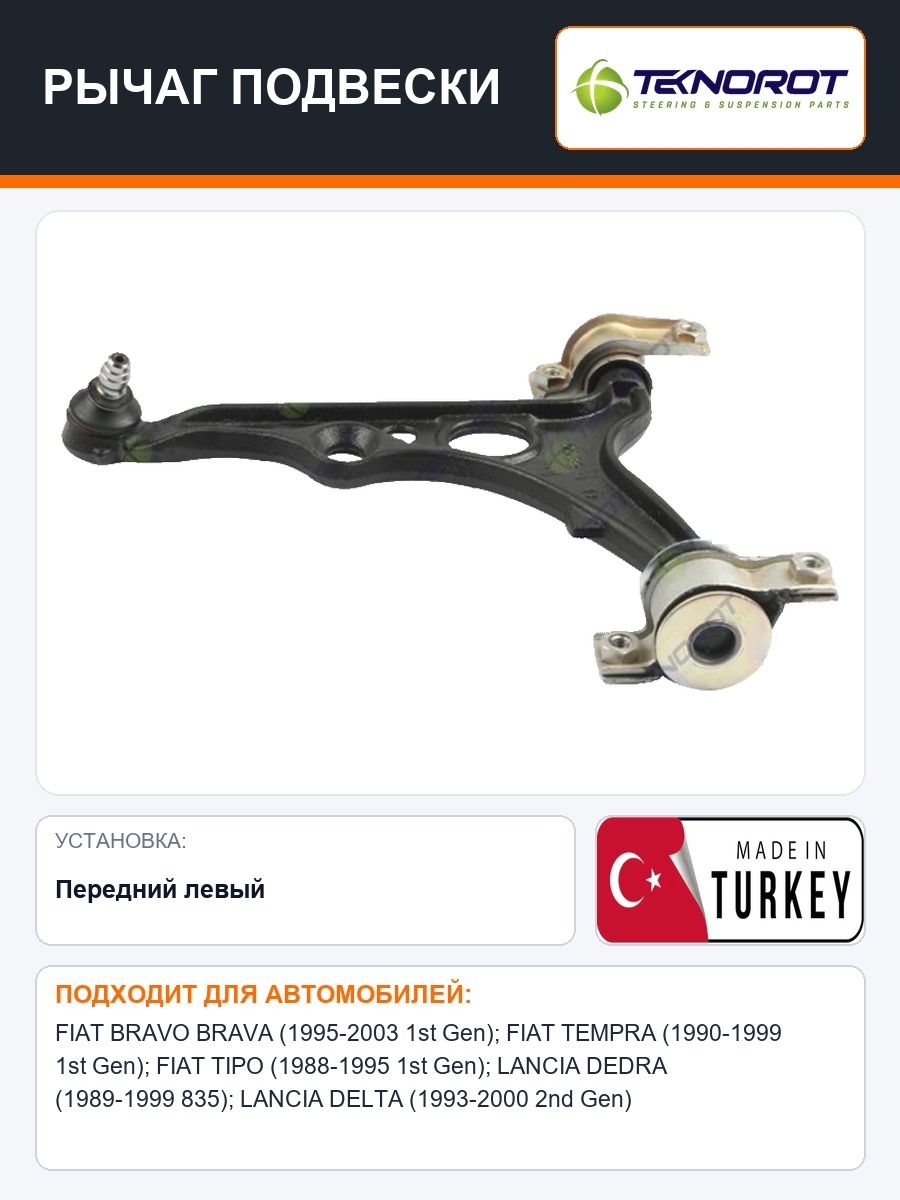 РЫЧАГ ПОДВЕСКИ
TEKNOROT
STEERING & SUSPENSION PARTS
УСТАНОВКА:
Передний левый
MADE IN
TURKEY
ПОДХОДИТ ДЛЯ АВТОМОБИЛЕЙ:
FIAT BRAVO BRAVA (1995-2003 1st Gen); FIAT TEMPRA (1990-1999
1st Gen); FIAT TIPO (1988-1995 1st Gen); LANCIA DEDRA
(1989-1999 835); LANCIA DELTA (1993-2000 2nd Gen)